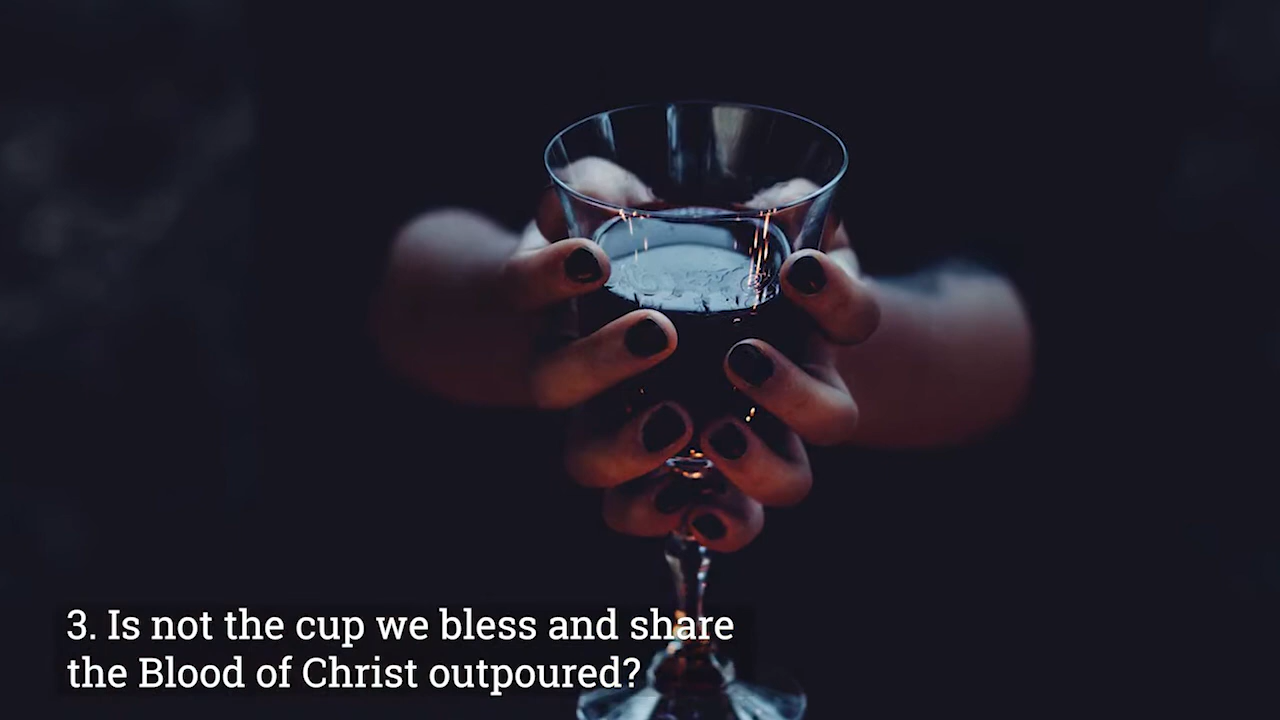 3. Is not the cup we bless and share
the Blood of Christ outpoured?